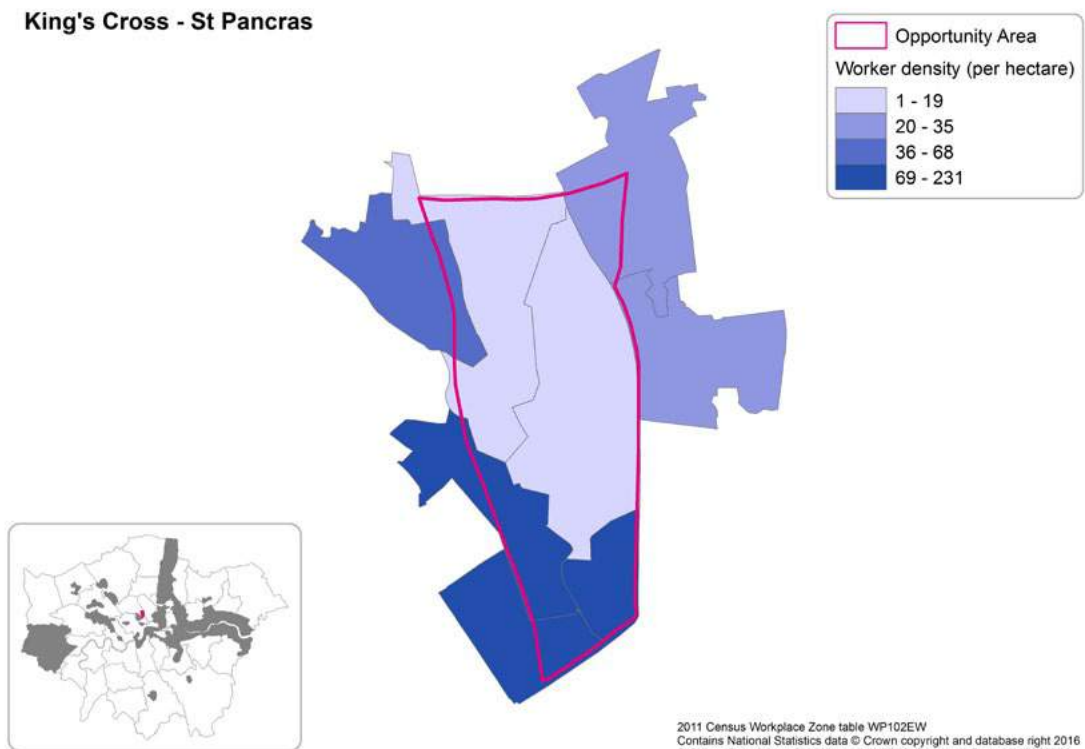 King's Cross - St Pancras
Opportunity Area
Worker density (per hectare)
1 - 19
20 - 35
36 - 68
69 - 231
2011 Census Workplace Zone table WP102EW
Contains National Statistics data © Crown copyright and database right 2016